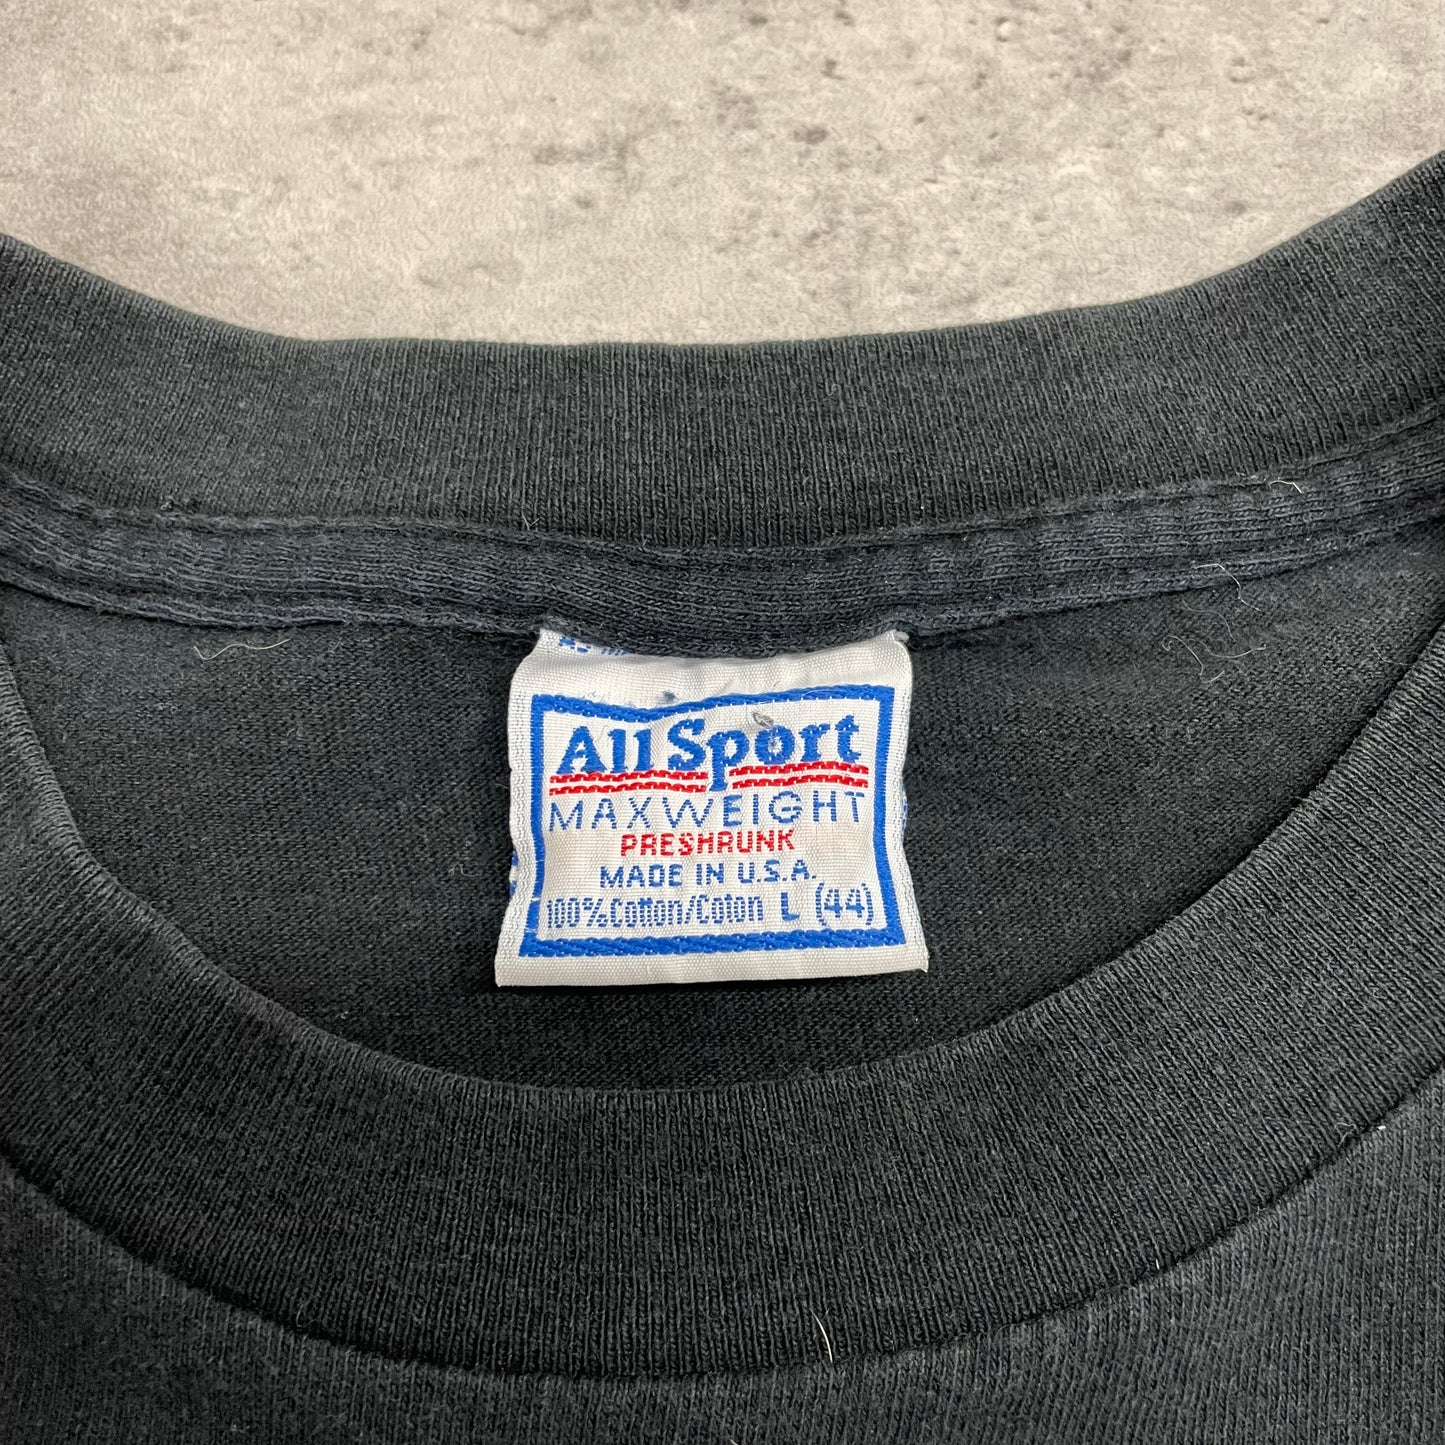 All Sport
MAXWEIGHT
PRESHRUNK
MADE IN U.S.A.
100% Cotton/Coton L (44)